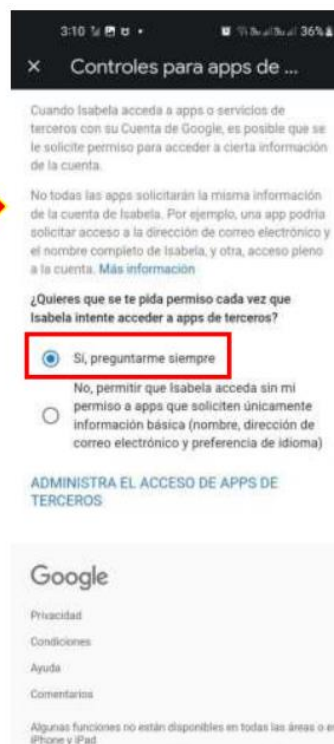 3:10
36%
× Controles para apps de ...
Cuando Isabela acceda a apps o servicios de
terceros con su Cuenta de Google, es posible que se
le solicite permiso para acceder a cierta información
de la cuenta.
No todas las apps solicitarán la misma información
de la cuenta de Isabela. Por ejemplo, una app podría
solicitar acceso a la dirección de correo electrónico y
el nombre completo de Isabela, y otra, acceso pleno
a la cuenta. Más información
¿Quieres que se te pida permiso cada vez que
Isabela intente acceder a apps de terceros?
Sí, preguntarme siempre
No, permitir que Isabela acceda sin mi
permiso a apps que soliciten únicamente
información básica (nombre, dirección de
correo electrónico y preferencia de idioma)
ADMINISTRA EL ACCESO DE APPS DE
TERCEROS
Google
Privacidad
Condiciones
Ayuda
Comentarios
Algunas funciones no están disponibles en todas las áreas o en
iPhone y iPad